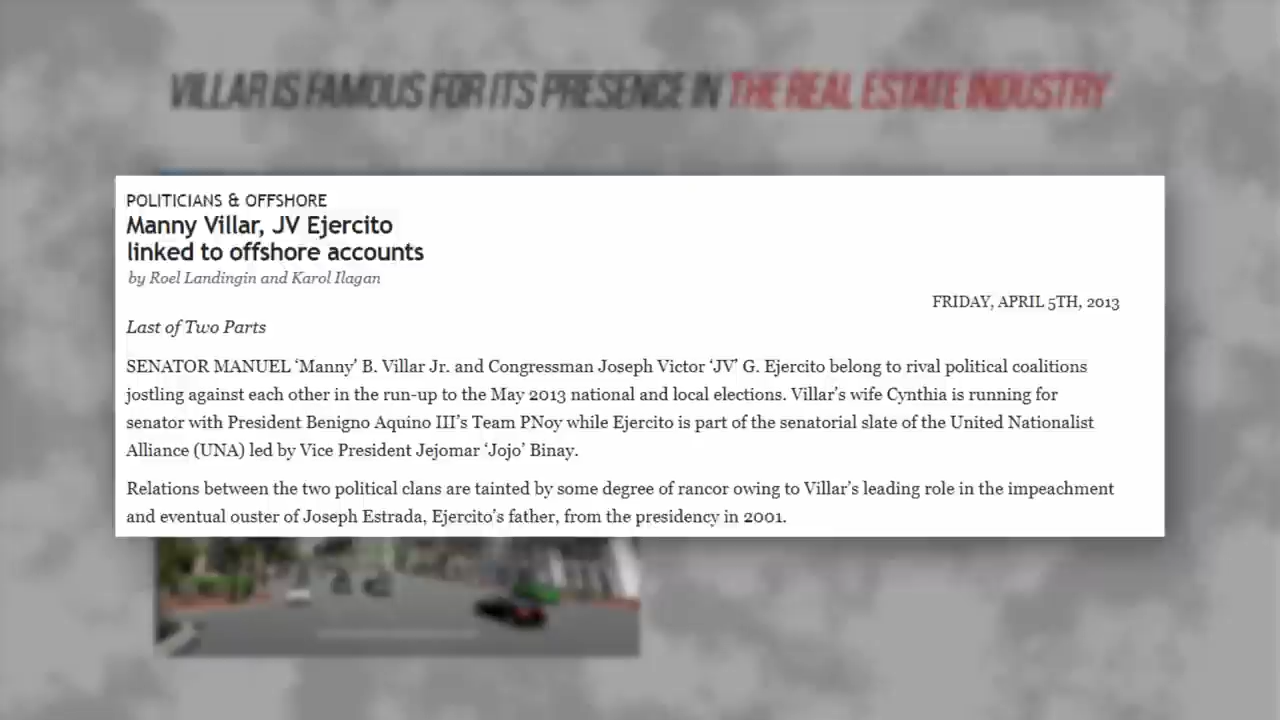 VILLAR IS FAMOUS FOR ITS PRESENCE IN THE REAL ESTATE INDUSTRY
POLITICIANS & OFFSHORE
Manny Villar, JV Ejercito
linked to offshore accounts
by Roel Landingin and Karol Ilagan
FRIDAY, APRIL 5TH, 2013
Last of Two Parts
SENATOR MANUEL ‘Manny’ B. Villar Jr. and Congressman Joseph Victor ‘JV’ G. Ejercito belong to rival political coalitions
jostling against each other in the run-up to the May 2013 national and local elections. Villar’s wife Cynthia is running for
senator with President Benigno Aquino III’s Team PNoy while Ejercito is part of the senatorial slate of the United Nationalist
Alliance (UNA) led by Vice President Jejomar ‘Jojo’ Binay.
Relations between the two political clans are tainted by some degree of rancor owing to Villar’s leading role in the impeachment
and eventual ouster of Joseph Estrada, Ejercito’s father, from the presidency in 2001.